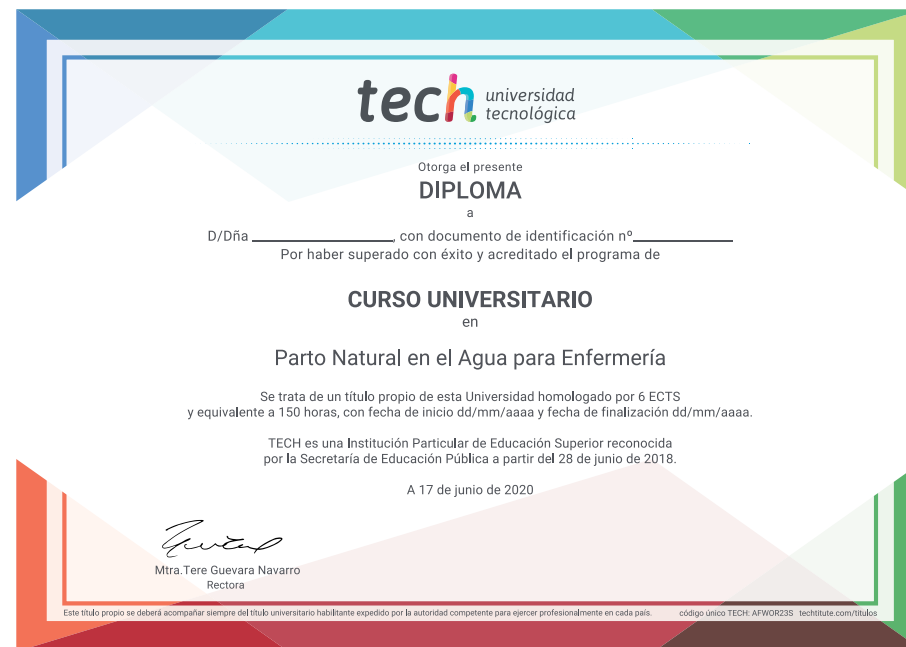 tech universidad
tecnológica
Otorga el presente
DIPLOMA
a
D/Dña ____________________, con documento de identificación nº______________
Por haber superado con éxito y acreditado el programa de
CURSO UNIVERSITARIO
en
Parto Natural en el Agua para Enfermería
Se trata de un título propio de esta Universidad homologado por 6 ECTS
y equivalente a 150 horas, con fecha de inicio dd/mm/aaaa y fecha de finalización dd/mm/aaaa.
TECH es una Institución Particular de Educación Superior reconocida
por la Secretaría de Educación Pública a partir del 28 de junio de 2018.
A 17 de junio de 2020
Mtra.Tere Guevara Navarro
Rectora
Este título propio se deberá acompañar siempre del título universitario habilitante expedido por la autoridad competente para ejercer profesionalmente en cada país. código único TECH: AFWOR23S techtitute.com/titulos